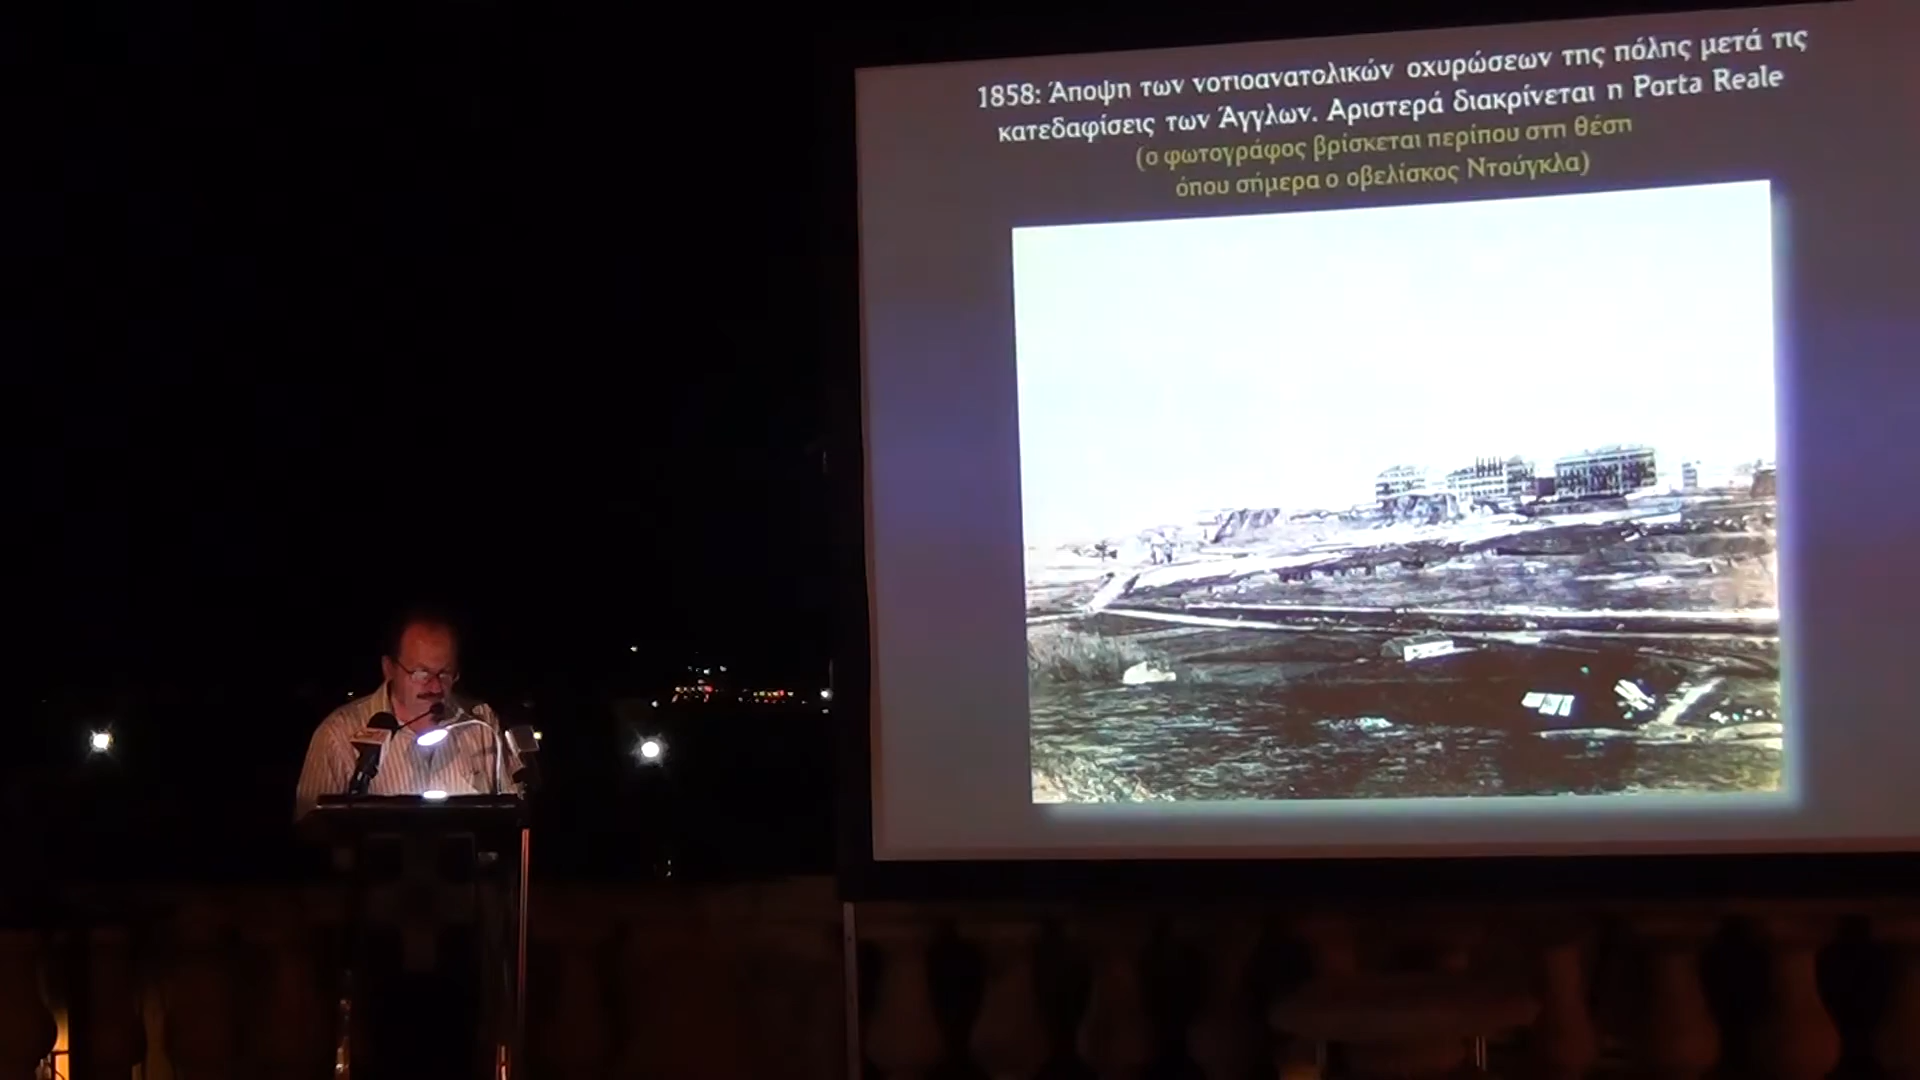 1858: Άποψη των νοτιοανατολικών οχυρώσεων της πόλης μετά τις
κατεδαφίσεις των Άγγλων. Αριστερά διακρίνεται η Porta Reale
(ο φωτογράφος βρίσκεται περίπου στη θέση
όπου σήμερα ο οβελίσκος Ντούγκλα)